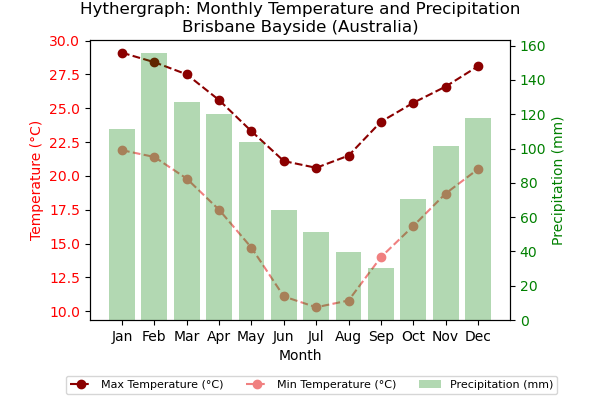 Hythergraph: Monthly Temperature and Precipitation
Brisbane Bayside (Australia)
30.0
27.5
25.0
22.5
20.0
17.5
15.0
12.5
10.0
Temperature (°C)
160
140
120
100
80
60
40
20
0
Precipitation (mm)
Jan Feb Mar Apr May Jun Jul Aug Sep Oct Nov Dec
Month
Max Temperature (°C) Min Temperature (°C) Precipitation (mm)